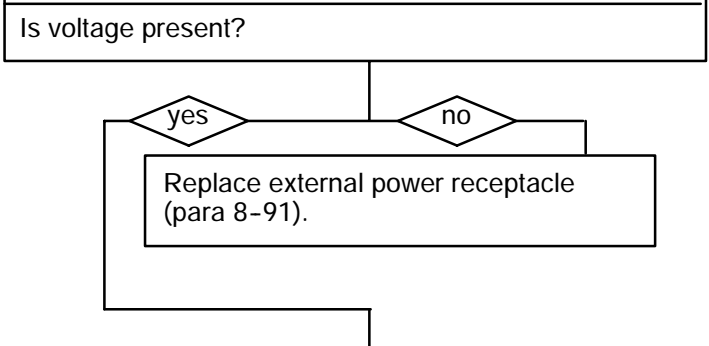 Is voltage present?
yes
no
Replace external power receptacle
(para 8-91).